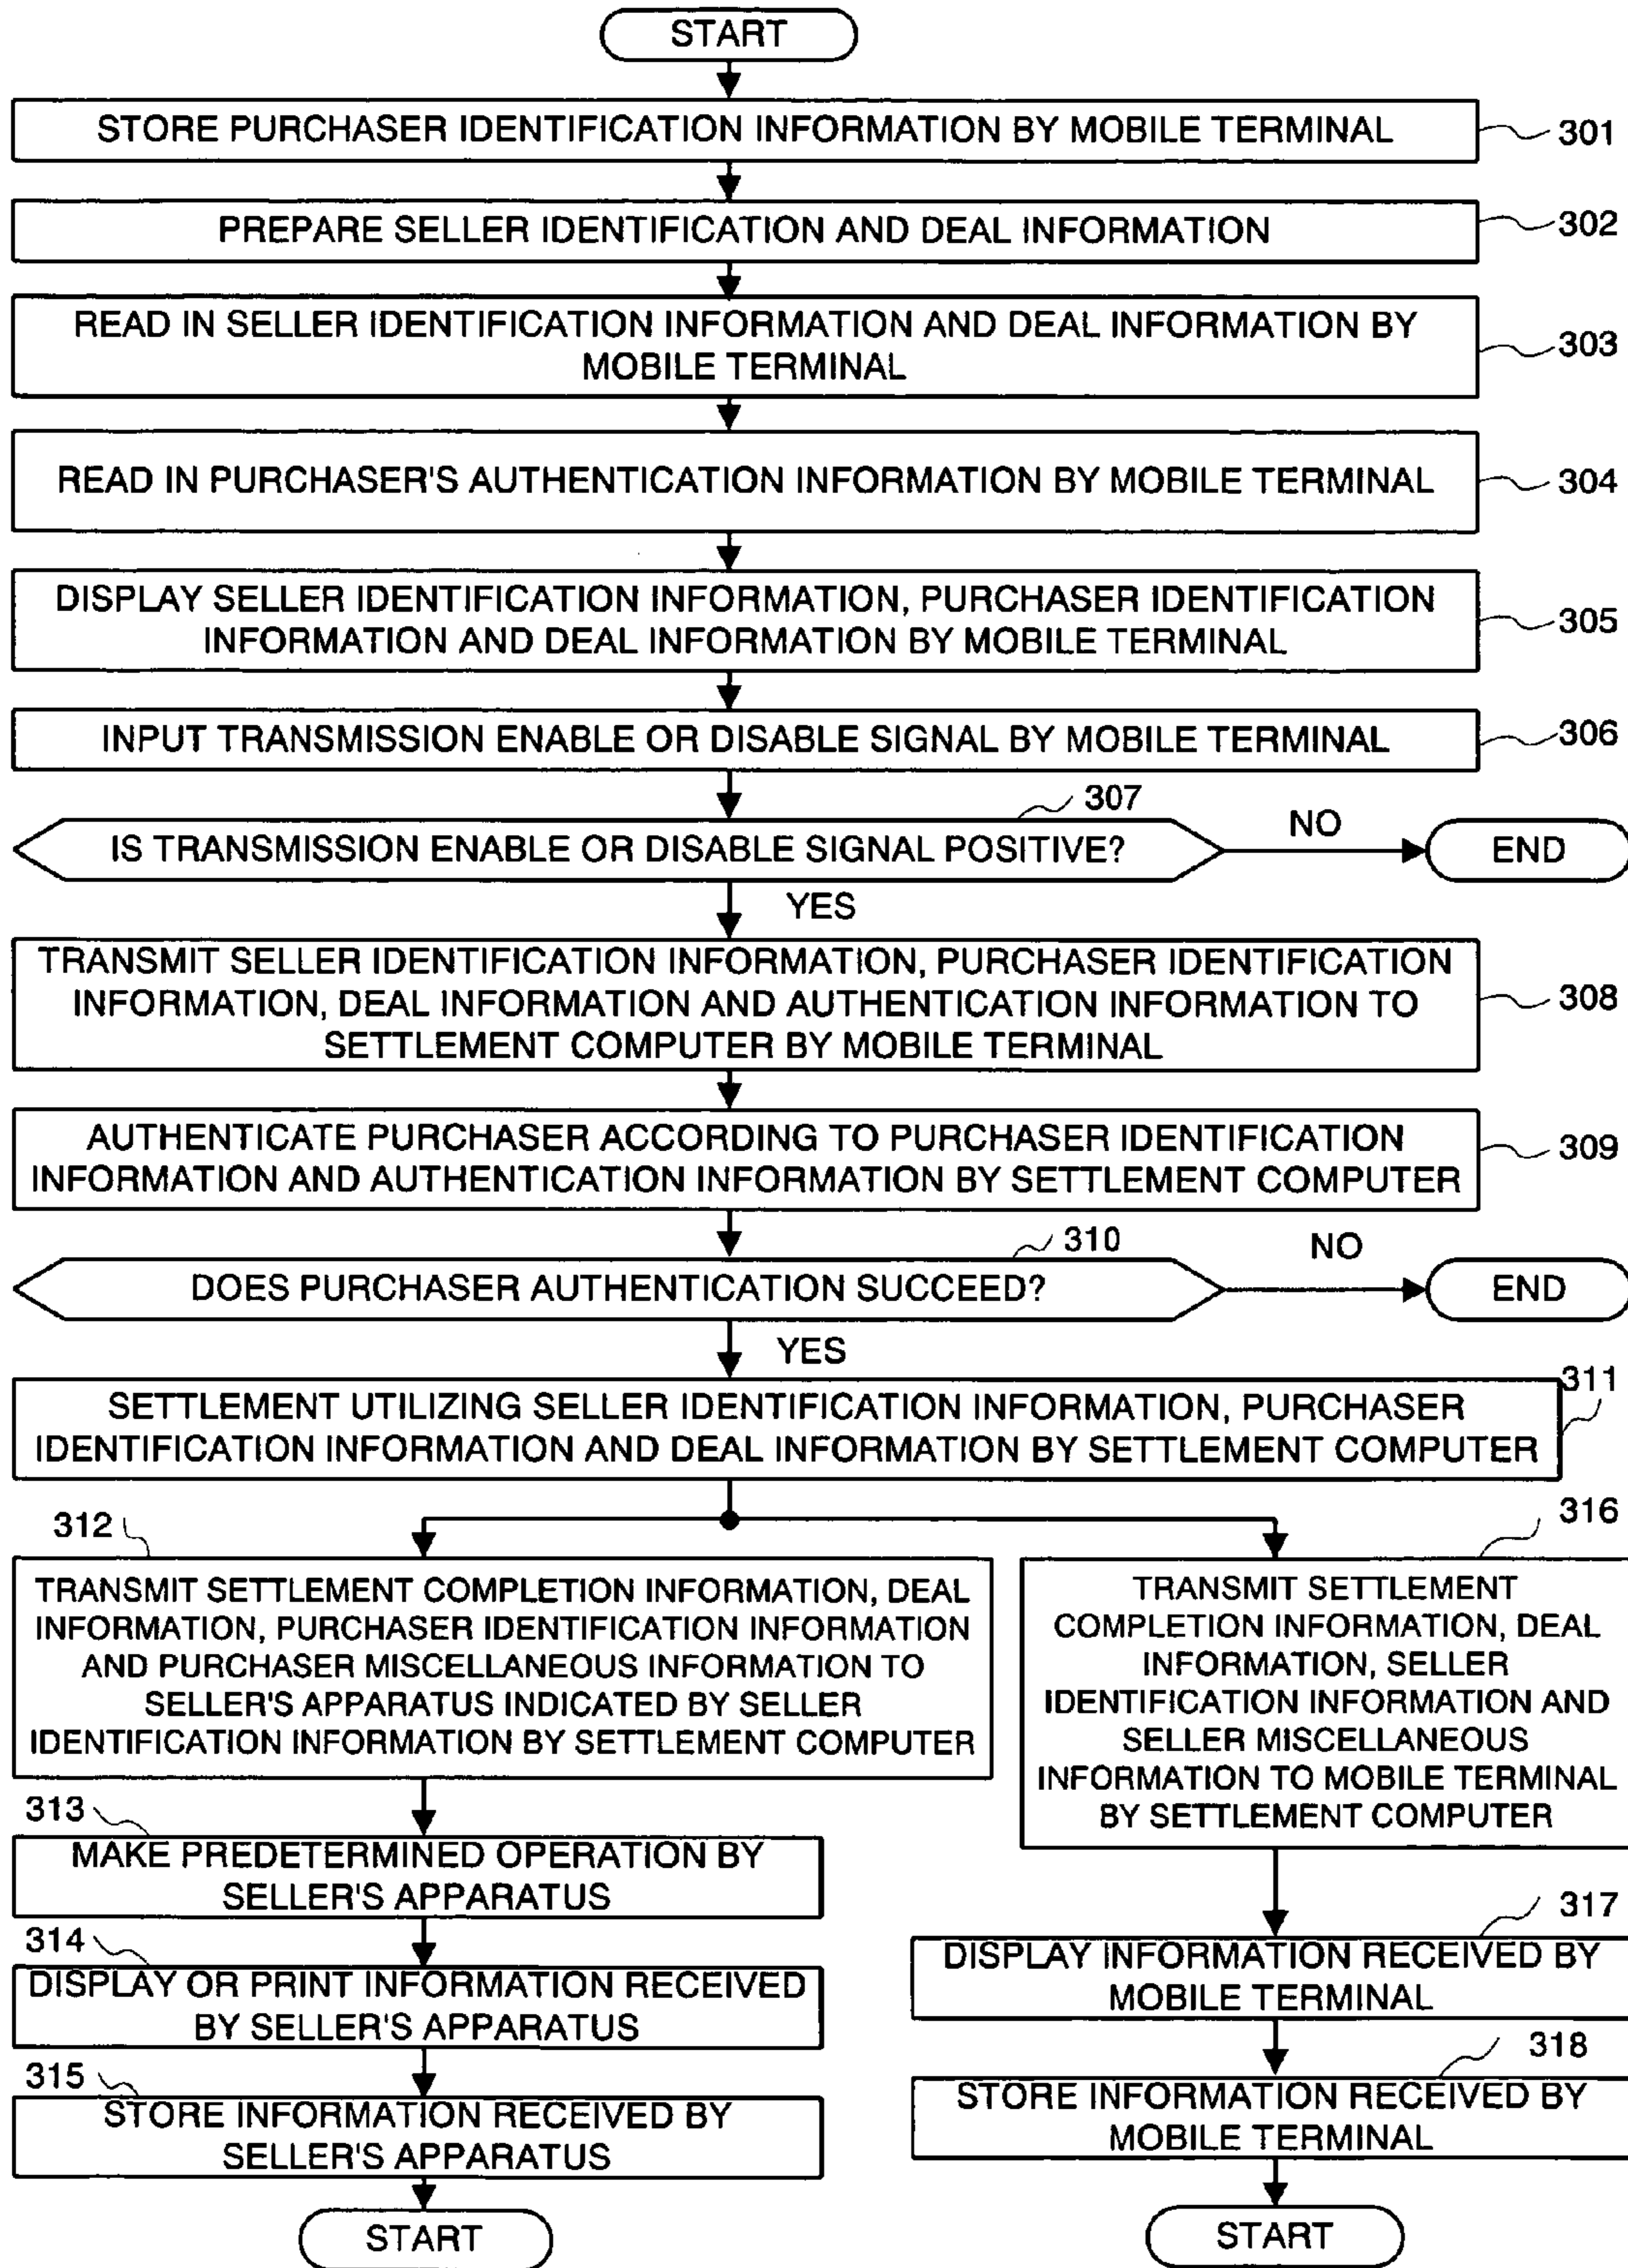 START
STORE PURCHASER IDENTIFICATION INFORMATION BY MOBILE TERMINAL
301
PREPARE SELLER IDENTIFICATION AND DEAL INFORMATION
302
READ IN SELLER IDENTIFICATION INFORMATION AND DEAL INFORMATION BY
MOBILE TERMINAL
303
READ IN PURCHASER'S AUTHENTICATION INFORMATION BY MOBILE TERMINAL
304
DISPLAY SELLER IDENTIFICATION INFORMATION, PURCHASER IDENTIFICATION
INFORMATION AND DEAL INFORMATION BY MOBILE TERMINAL
305
INPUT TRANSMISSION ENABLE OR DISABLE SIGNAL BY MOBILE TERMINAL
306
307
IS TRANSMISSION ENABLE OR DISABLE SIGNAL POSITIVE?
NO
END
YES
TRANSMIT SELLER IDENTIFICATION INFORMATION, PURCHASER IDENTIFICATION
INFORMATION, DEAL INFORMATION AND AUTHENTICATION INFORMATION TO
SETTLEMENT COMPUTER BY MOBILE TERMINAL
308
AUTHENTICATE PURCHASER ACCORDING TO PURCHASER IDENTIFICATION
INFORMATION AND AUTHENTICATION INFORMATION BY SETTLEMENT COMPUTER
309
310
DOES PURCHASER AUTHENTICATION SUCCEED?
NO
END
YES
311
SETTLEMENT UTILIZING SELLER IDENTIFICATION INFORMATION, PURCHASER
IDENTIFICATION INFORMATION AND DEAL INFORMATION BY SETTLEMENT COMPUTER
312
TRANSMIT SETTLEMENT COMPLETION INFORMATION, DEAL
INFORMATION, PURCHASER IDENTIFICATION INFORMATION
AND PURCHASER MISCELLANEOUS INFORMATION TO
SELLER'S APPARATUS INDICATED BY SELLER
IDENTIFICATION INFORMATION BY SETTLEMENT COMPUTER
313
MAKE PREDETERMINED OPERATION BY
SELLER'S APPARATUS
314
DISPLAY OR PRINT INFORMATION RECEIVED
BY SELLER'S APPARATUS
315
STORE INFORMATION RECEIVED BY
SELLER'S APPARATUS
START
316
TRANSMIT SETTLEMENT
COMPLETION INFORMATION, DEAL
INFORMATION, SELLER
IDENTIFICATION INFORMATION AND
SELLER MISCELLANEOUS
INFORMATION TO MOBILE TERMINAL
BY SETTLEMENT COMPUTER
317
DISPLAY INFORMATION RECEIVED BY
MOBILE TERMINAL
318
STORE INFORMATION RECEIVED BY
MOBILE TERMINAL
START